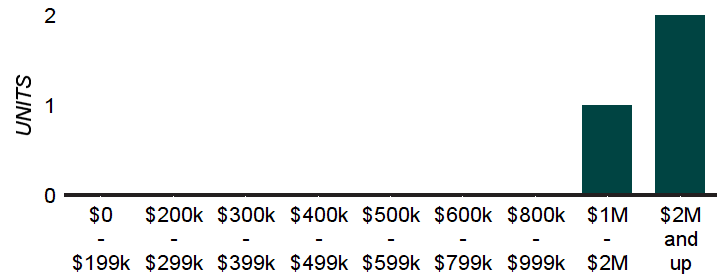 2
1
0
UNITS
$0 $200k $300k $400k $500k $600k $800k $1M $2M
- - - - - - - - and
$199k $299k $399k $499k $599k $799k $999k $2M up